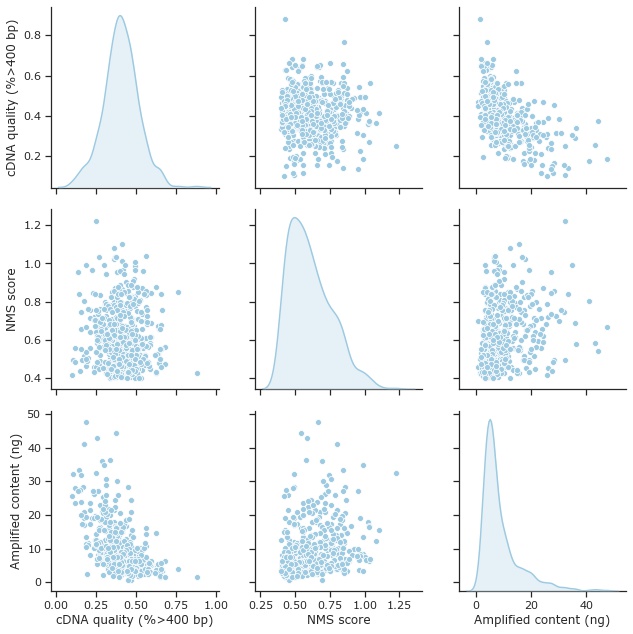 cDNA quality (%>400 bp)
0.8
0.6
0.4
0.2
NMS score
1.2
1.0
0.8
0.6
0.4
Amplified content (ng)
50
40
30
20
10
0
0.00 0.25 0.50 0.75 1.00
cDNA quality (%>400 bp)
0.25 0.50 0.75 1.00 1.25
NMS score
0 20 40
Amplified content (ng)